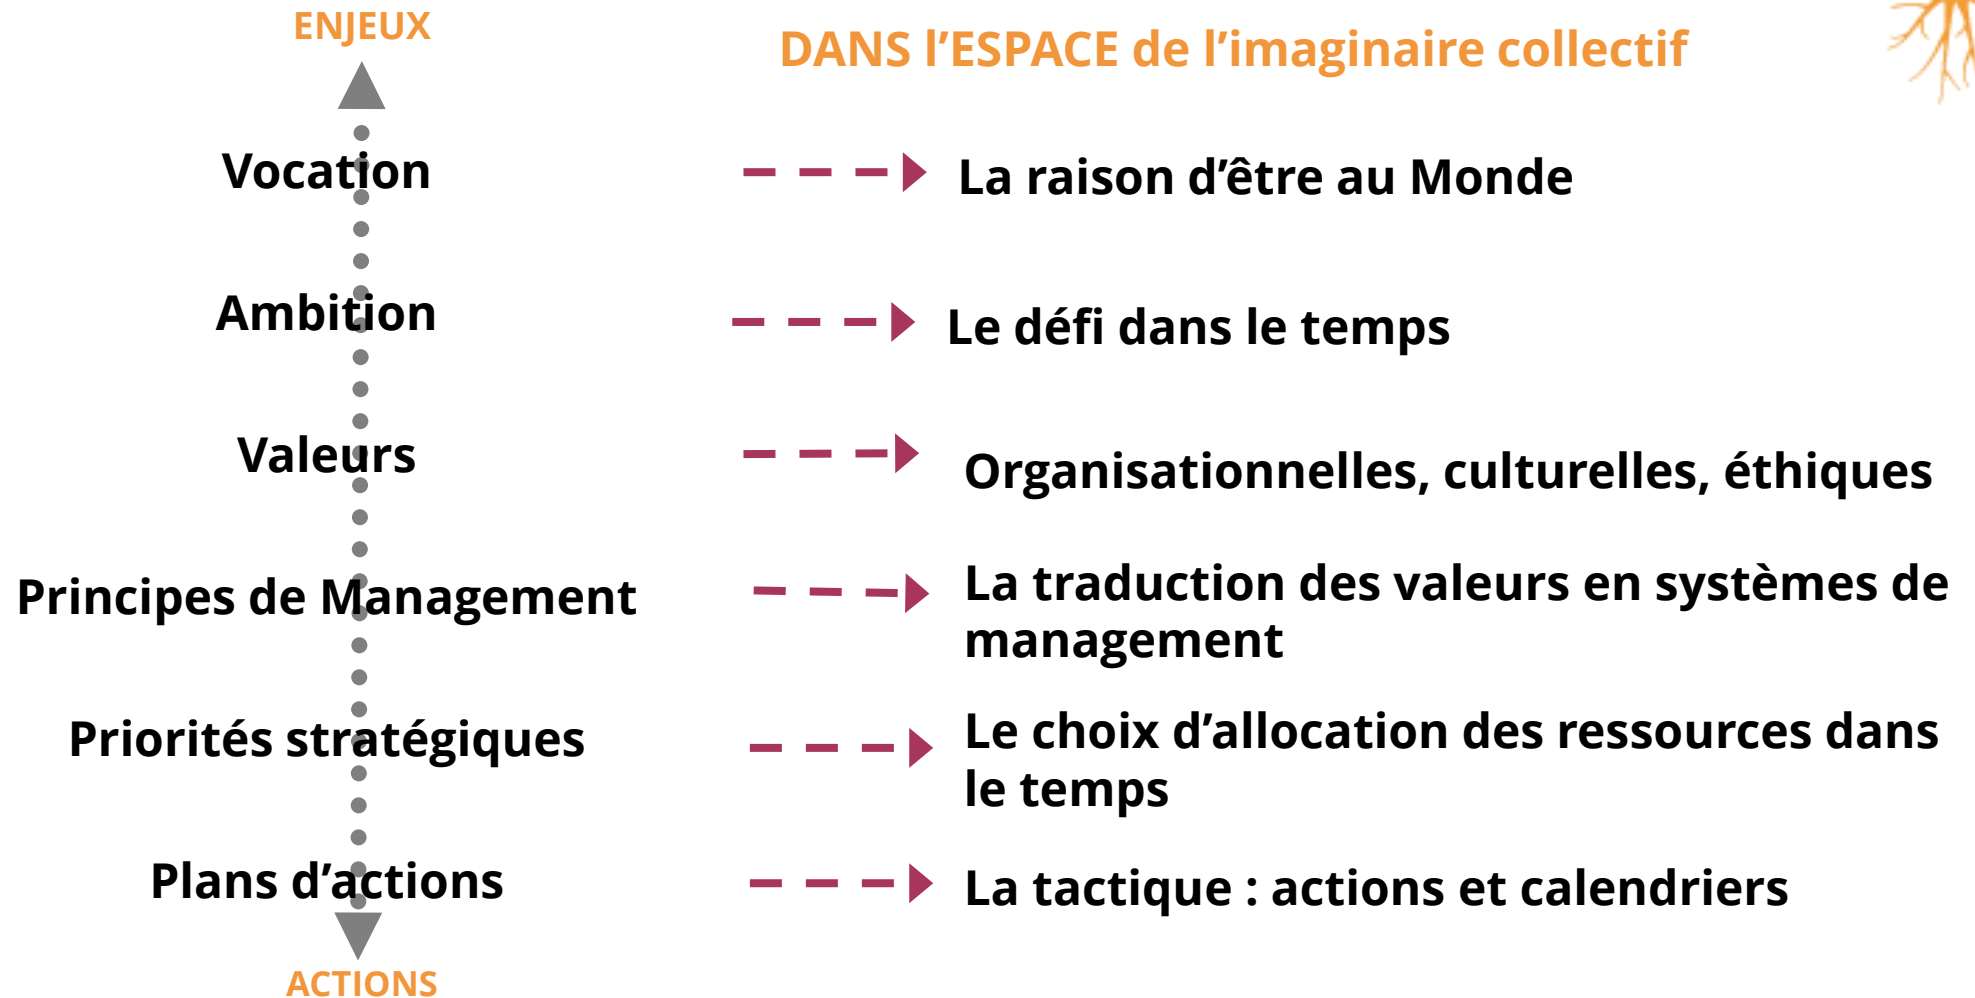 ENJEUX
DANS l’ESPACE de l’imaginaire collectif
Vocation
La raison d’être au Monde
Ambition
Le défi dans le temps
Valeurs
Organisationnelles, culturelles, éthiques
Principes de Management
La traduction des valeurs en systèmes de
management
Priorités stratégiques
Le choix d’allocation des ressources dans
le temps
Plans d’actions
La tactique : actions et calendriers
ACTIONS